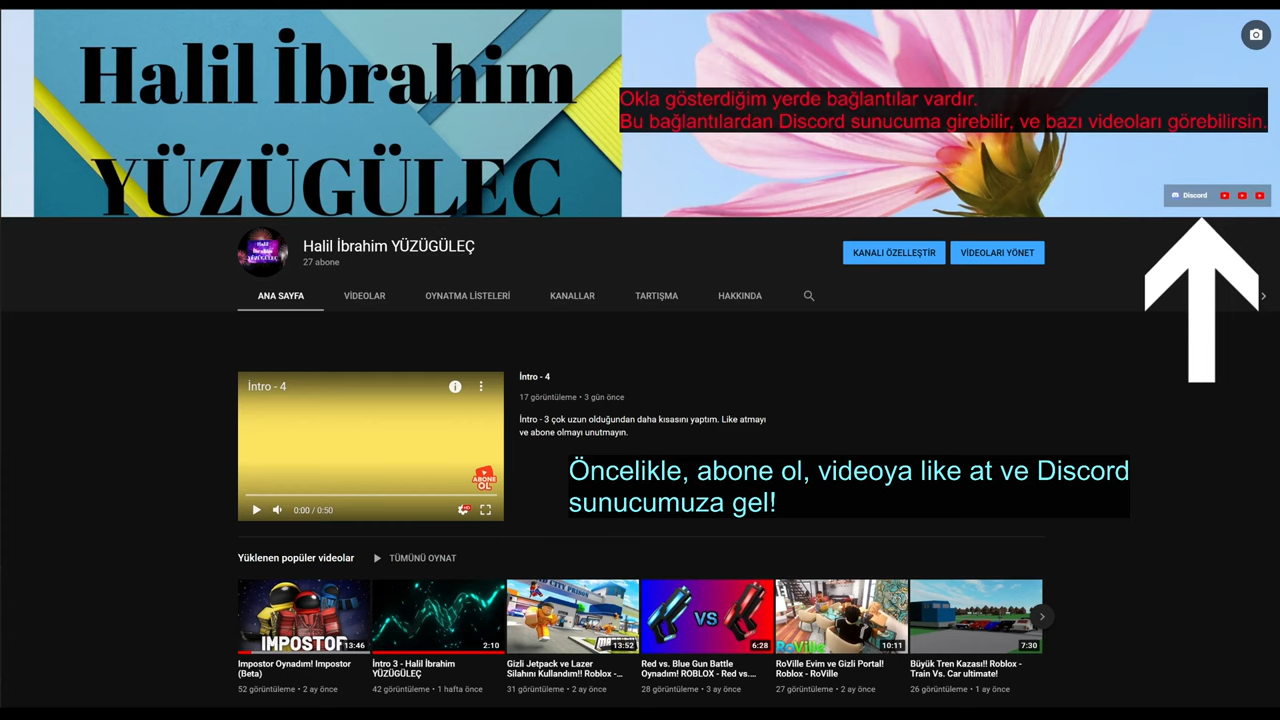 Halil İbrahim
YÜZÜGÜLEÇ
Okla gösterdiğim yerde bağlantılar vardır.
Bu bağlantılardan Discord sunucuma girebilir, ve bazı videoları görebilirsin.
Discord
Halil İbrahim YÜZÜGÜLEÇ
Halil İbrahim YÜZÜGÜLEÇ
27 abone
KANALI ÖZELLEŞTİR
VİDEOLARI YÖNET
ANA SAYFA
VİDEOLAR
OYNATMA LİSTELERİ
KANALLAR
TARTIŞMA
HAKKINDA
İntro - 4
ABONE
OL
0:00 / 0:50
HD
İntro - 4
17 görüntüleme • 3 gün önce
İntro - 3 çok uzun olduğundan daha kısasını yaptım. Like atmayı
ve abone olmayı unutmayın.
Öncelikle, abone ol, videoya like at ve Discord
sunucumuza gel!
Yüklenen popüler videolar
TÜMÜNÜ OYNAT
IMPOSTOR
13:46
Impostor Oynadım! Impostor
(Beta)
52 görüntüleme • 2 ay önce
2:10
İntro 3 - Halil İbrahim
YÜZÜGÜLEÇ
42 görüntüleme • 1 hafta önce
CITY PRISON
13:52
Gizli Jetpack ve Lazer
Silahını Kullandım!! Roblox -...
31 görüntüleme • 2 ay önce
VS
6:28
Red vs. Blue Gun Battle
Oynadım! ROBLOX - Red vs....
28 görüntüleme • 3 ay önce
RoVille
10:11
RoVille Evim ve Gizli Portal!
Roblox - RoVille
27 görüntüleme • 2 ay önce
7:30
Büyük Tren Kazası!! Roblox -
Train Vs. Car ultimate!
26 görüntüleme • 1 ay önce